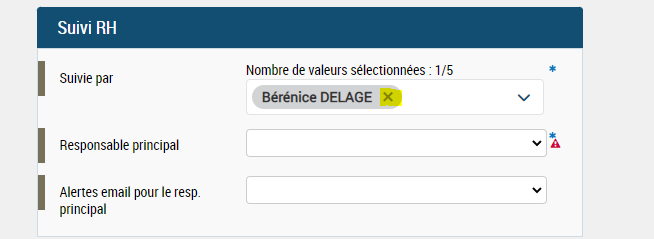 Suivi RH
Suivie par
Nombre de valeurs sélectionnées : 1/5 *
Bérénice DELAGE ×
Responsable principal *
Alertes email pour le resp.
principal